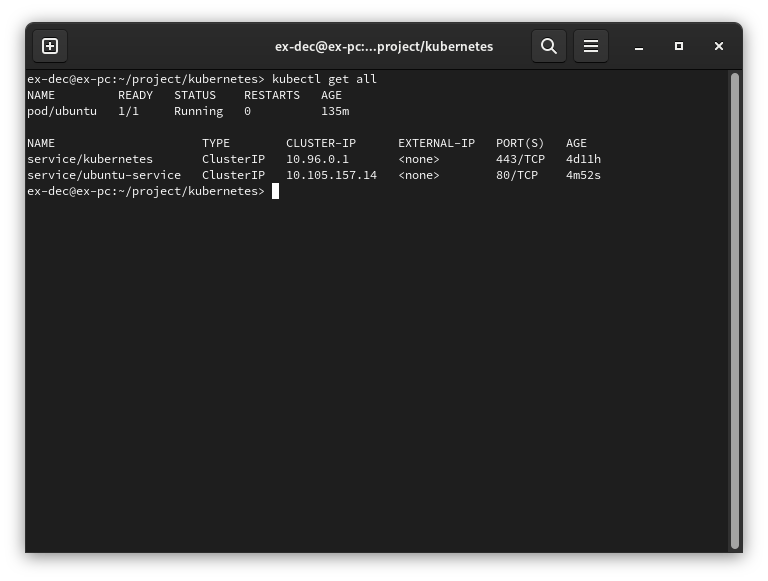 ex-dec@ex-pc:...project/kubernetes
ex-dec@ex-pc:~/project/kubernetes> kubectl get all
NAME         READY   STATUS    RESTARTS   AGE
pod/ubuntu   1/1     Running   0          135m

NAME                     TYPE        CLUSTER-IP      EXTERNAL-IP   PORT(S)   AGE
service/kubernetes       ClusterIP   10.96.0.1       <none>        443/TCP   4d11h
service/ubuntu-service   ClusterIP   10.105.157.14   <none>        80/TCP    4m52s
ex-dec@ex-pc:~/project/kubernetes>